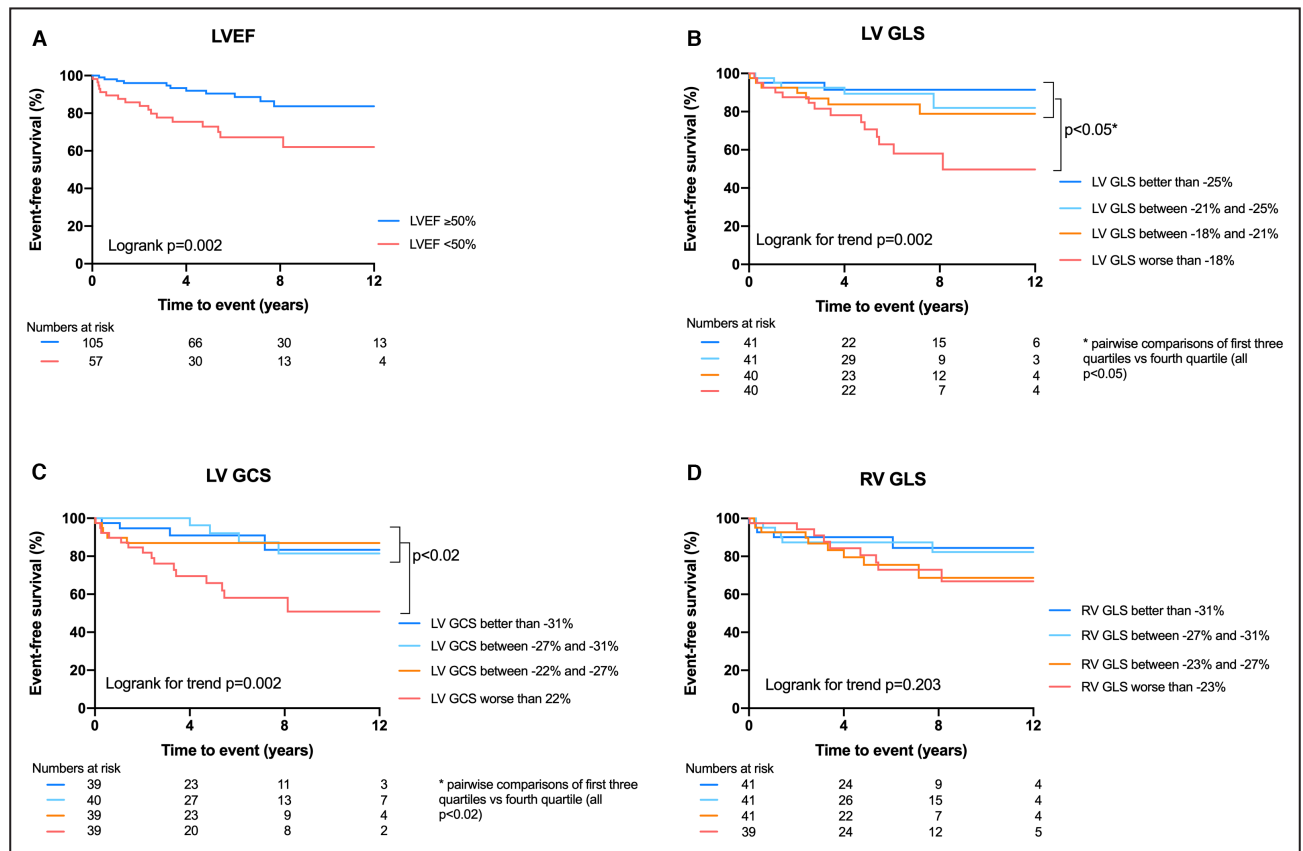 A
LVEF
Event-free survival (%)
100
80
60
40
20
0
Logrank p=0.002
LVEF ≥50%
LVEF <50%
0 4 8 12
Time to event (years)
Numbers at risk
105 66 30 13
57 30 13 4
B
LV GLS
Event-free survival (%)
100
80
60
40
20
0
p<0.05*
Logrank for trend p=0.002
LV GLS better than -25%
LV GLS between -21% and -25%
LV GLS between -18% and -21%
LV GLS worse than -18%
0 4 8 12
Time to event (years)
Numbers at risk
41 22 15 6
41 29 9 3
40 23 12 4
40 22 7 4
* pairwise comparisons of first three
quartiles vs fourth quartile (all
p<0.05)
C
LV GCS
Event-free survival (%)
100
80
60
40
20
0
p<0.02
Logrank for trend p=0.002
LV GCS better than -31%
LV GCS between -27% and -31%
LV GCS between -22% and -27%
LV GCS worse than 22%
0 4 8 12
Time to event (years)
Numbers at risk
39 23 11 3
40 27 13 7
39 23 9 4
39 20 8 2
* pairwise comparisons of first three
quartiles vs fourth quartile (all
p<0.02)
D
RV GLS
Event-free survival (%)
100
80
60
40
20
0
Logrank for trend p=0.203
RV GLS better than -31%
RV GLS between -27% and -31%
RV GLS between -23% and -27%
RV GLS worse than -23%
0 4 8 12
Time to event (years)
Numbers at risk
41 24 9 4
41 26 15 4
41 22 7 4
39 24 12 5